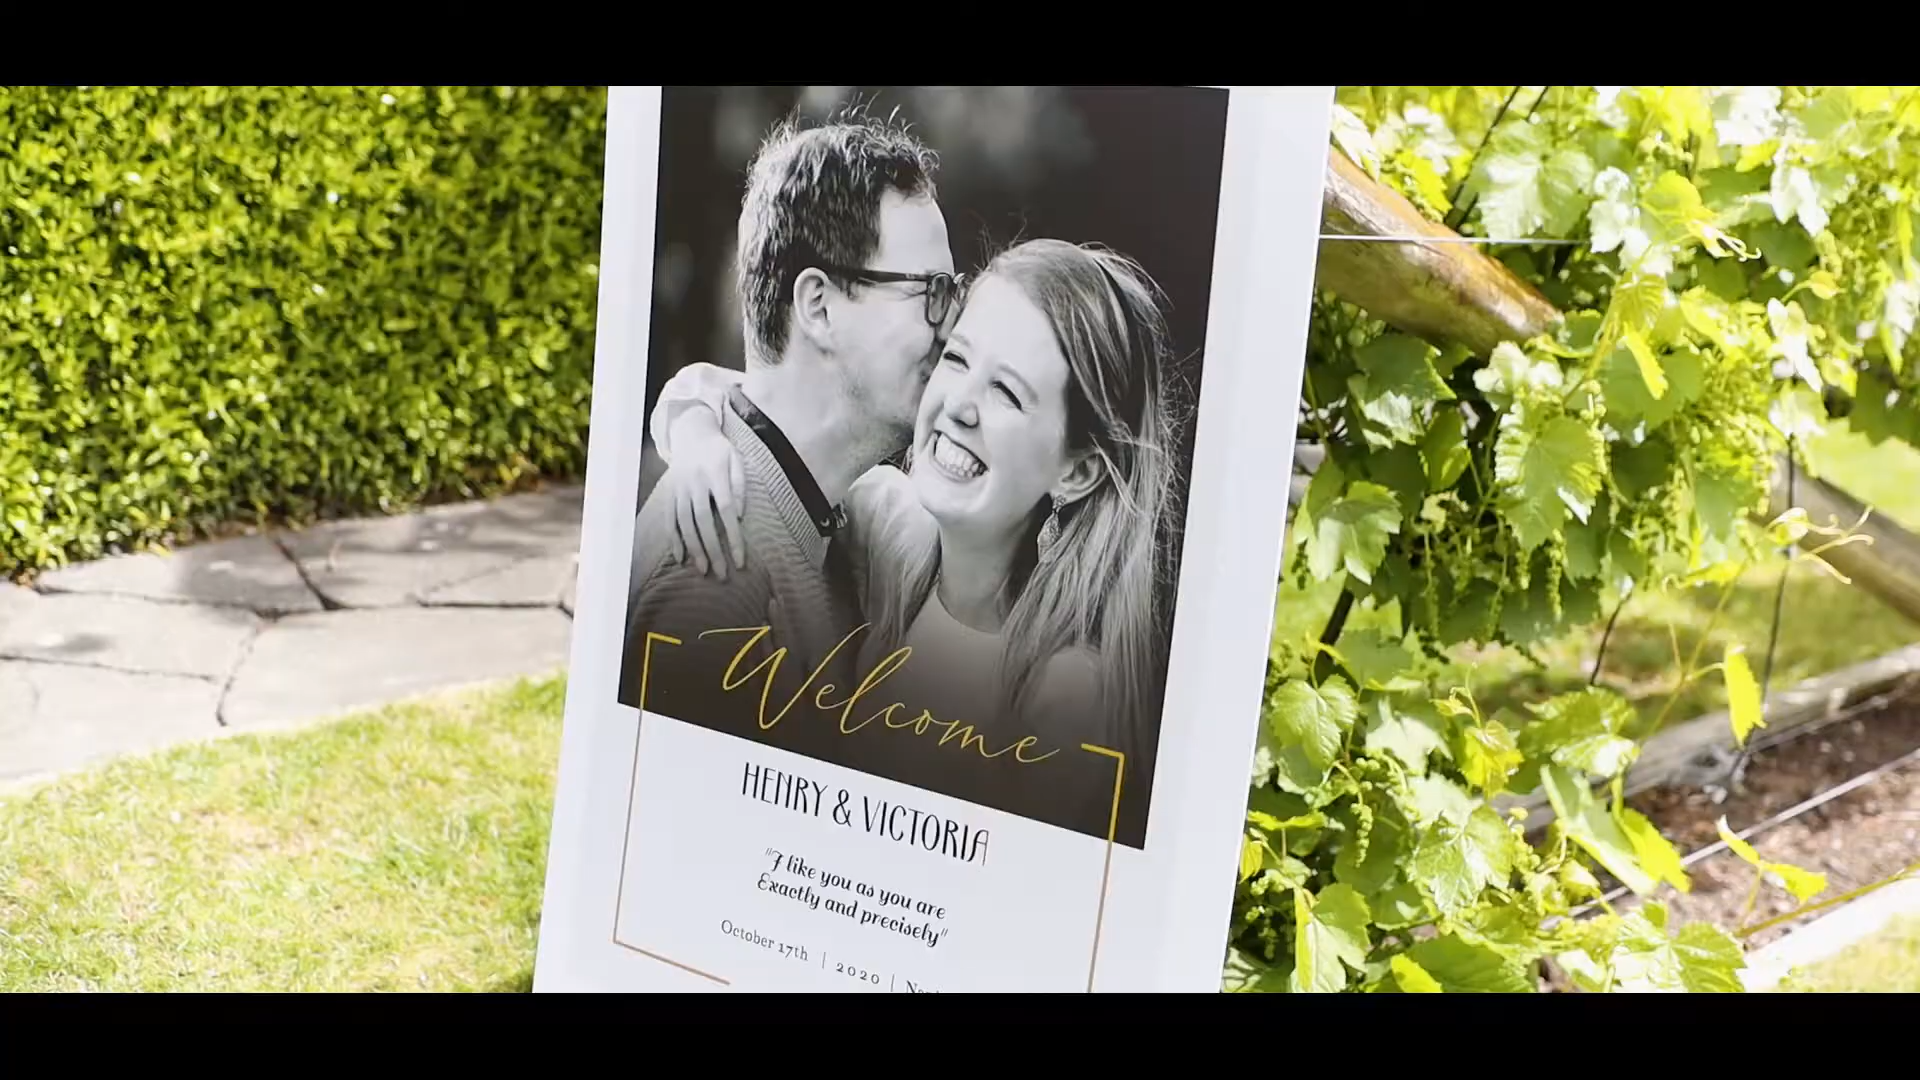 Welcome
HENRY & VICTORIA
"I like you as you are
Exactly and precisely"
October 17th | 2020 |